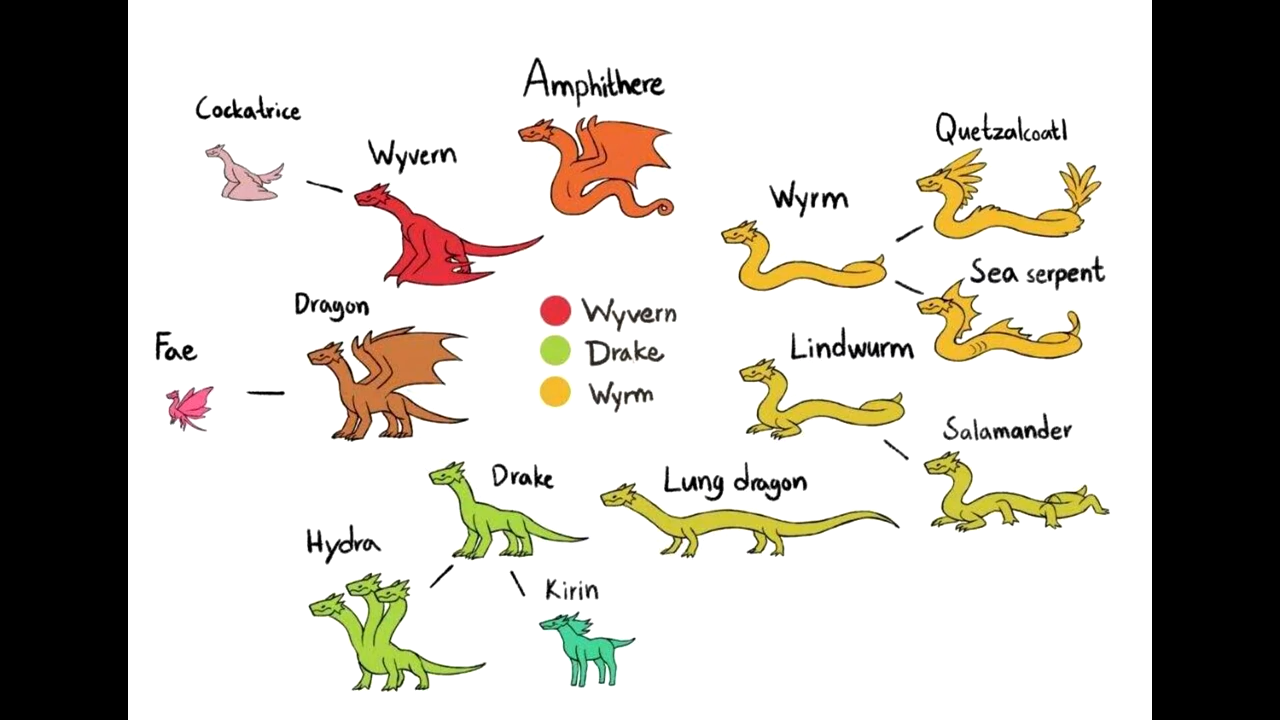 Amphithere
Cockatrice
Wyvern
Quetzalcoatl
Wyrm
Sea serpent
Dragon
Fae
Wyvern
Drake
Wyrm
Lindwurm
Salamander
Drake
Lung dragon
Hydra
Kirin